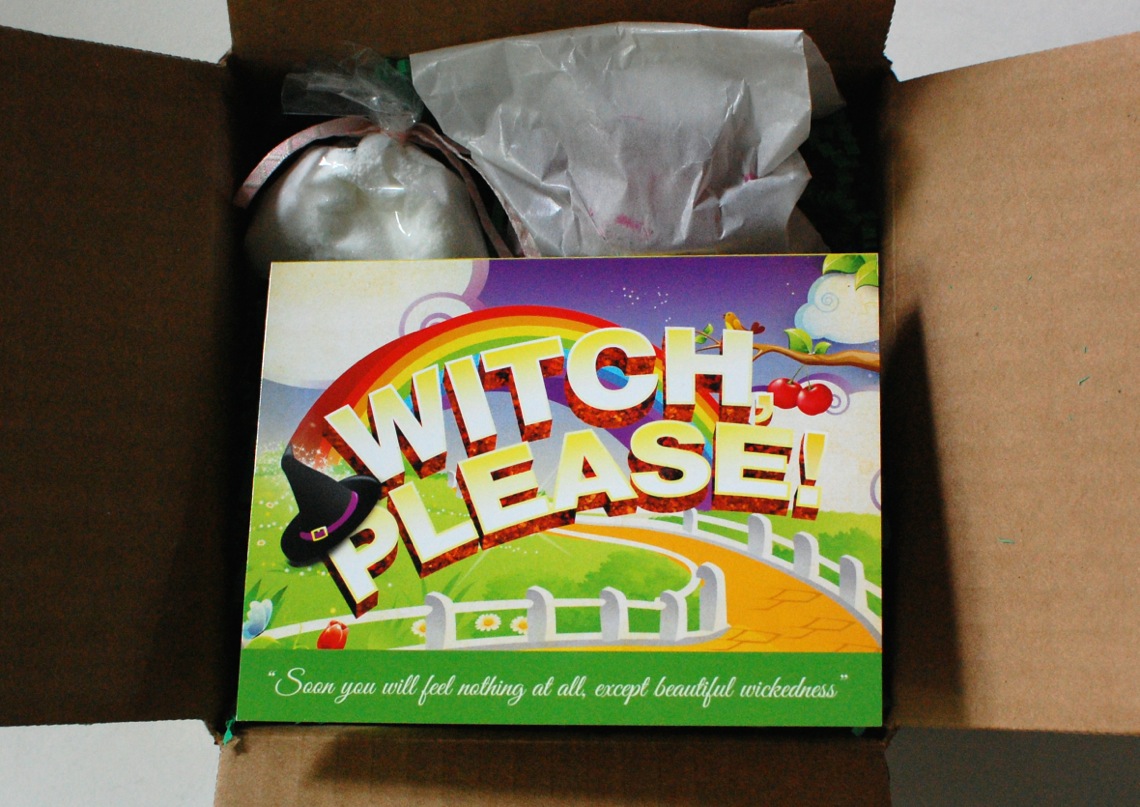 WITCH,
PLEASE!
“Soon you will feel nothing at all, except beautiful wickedness”